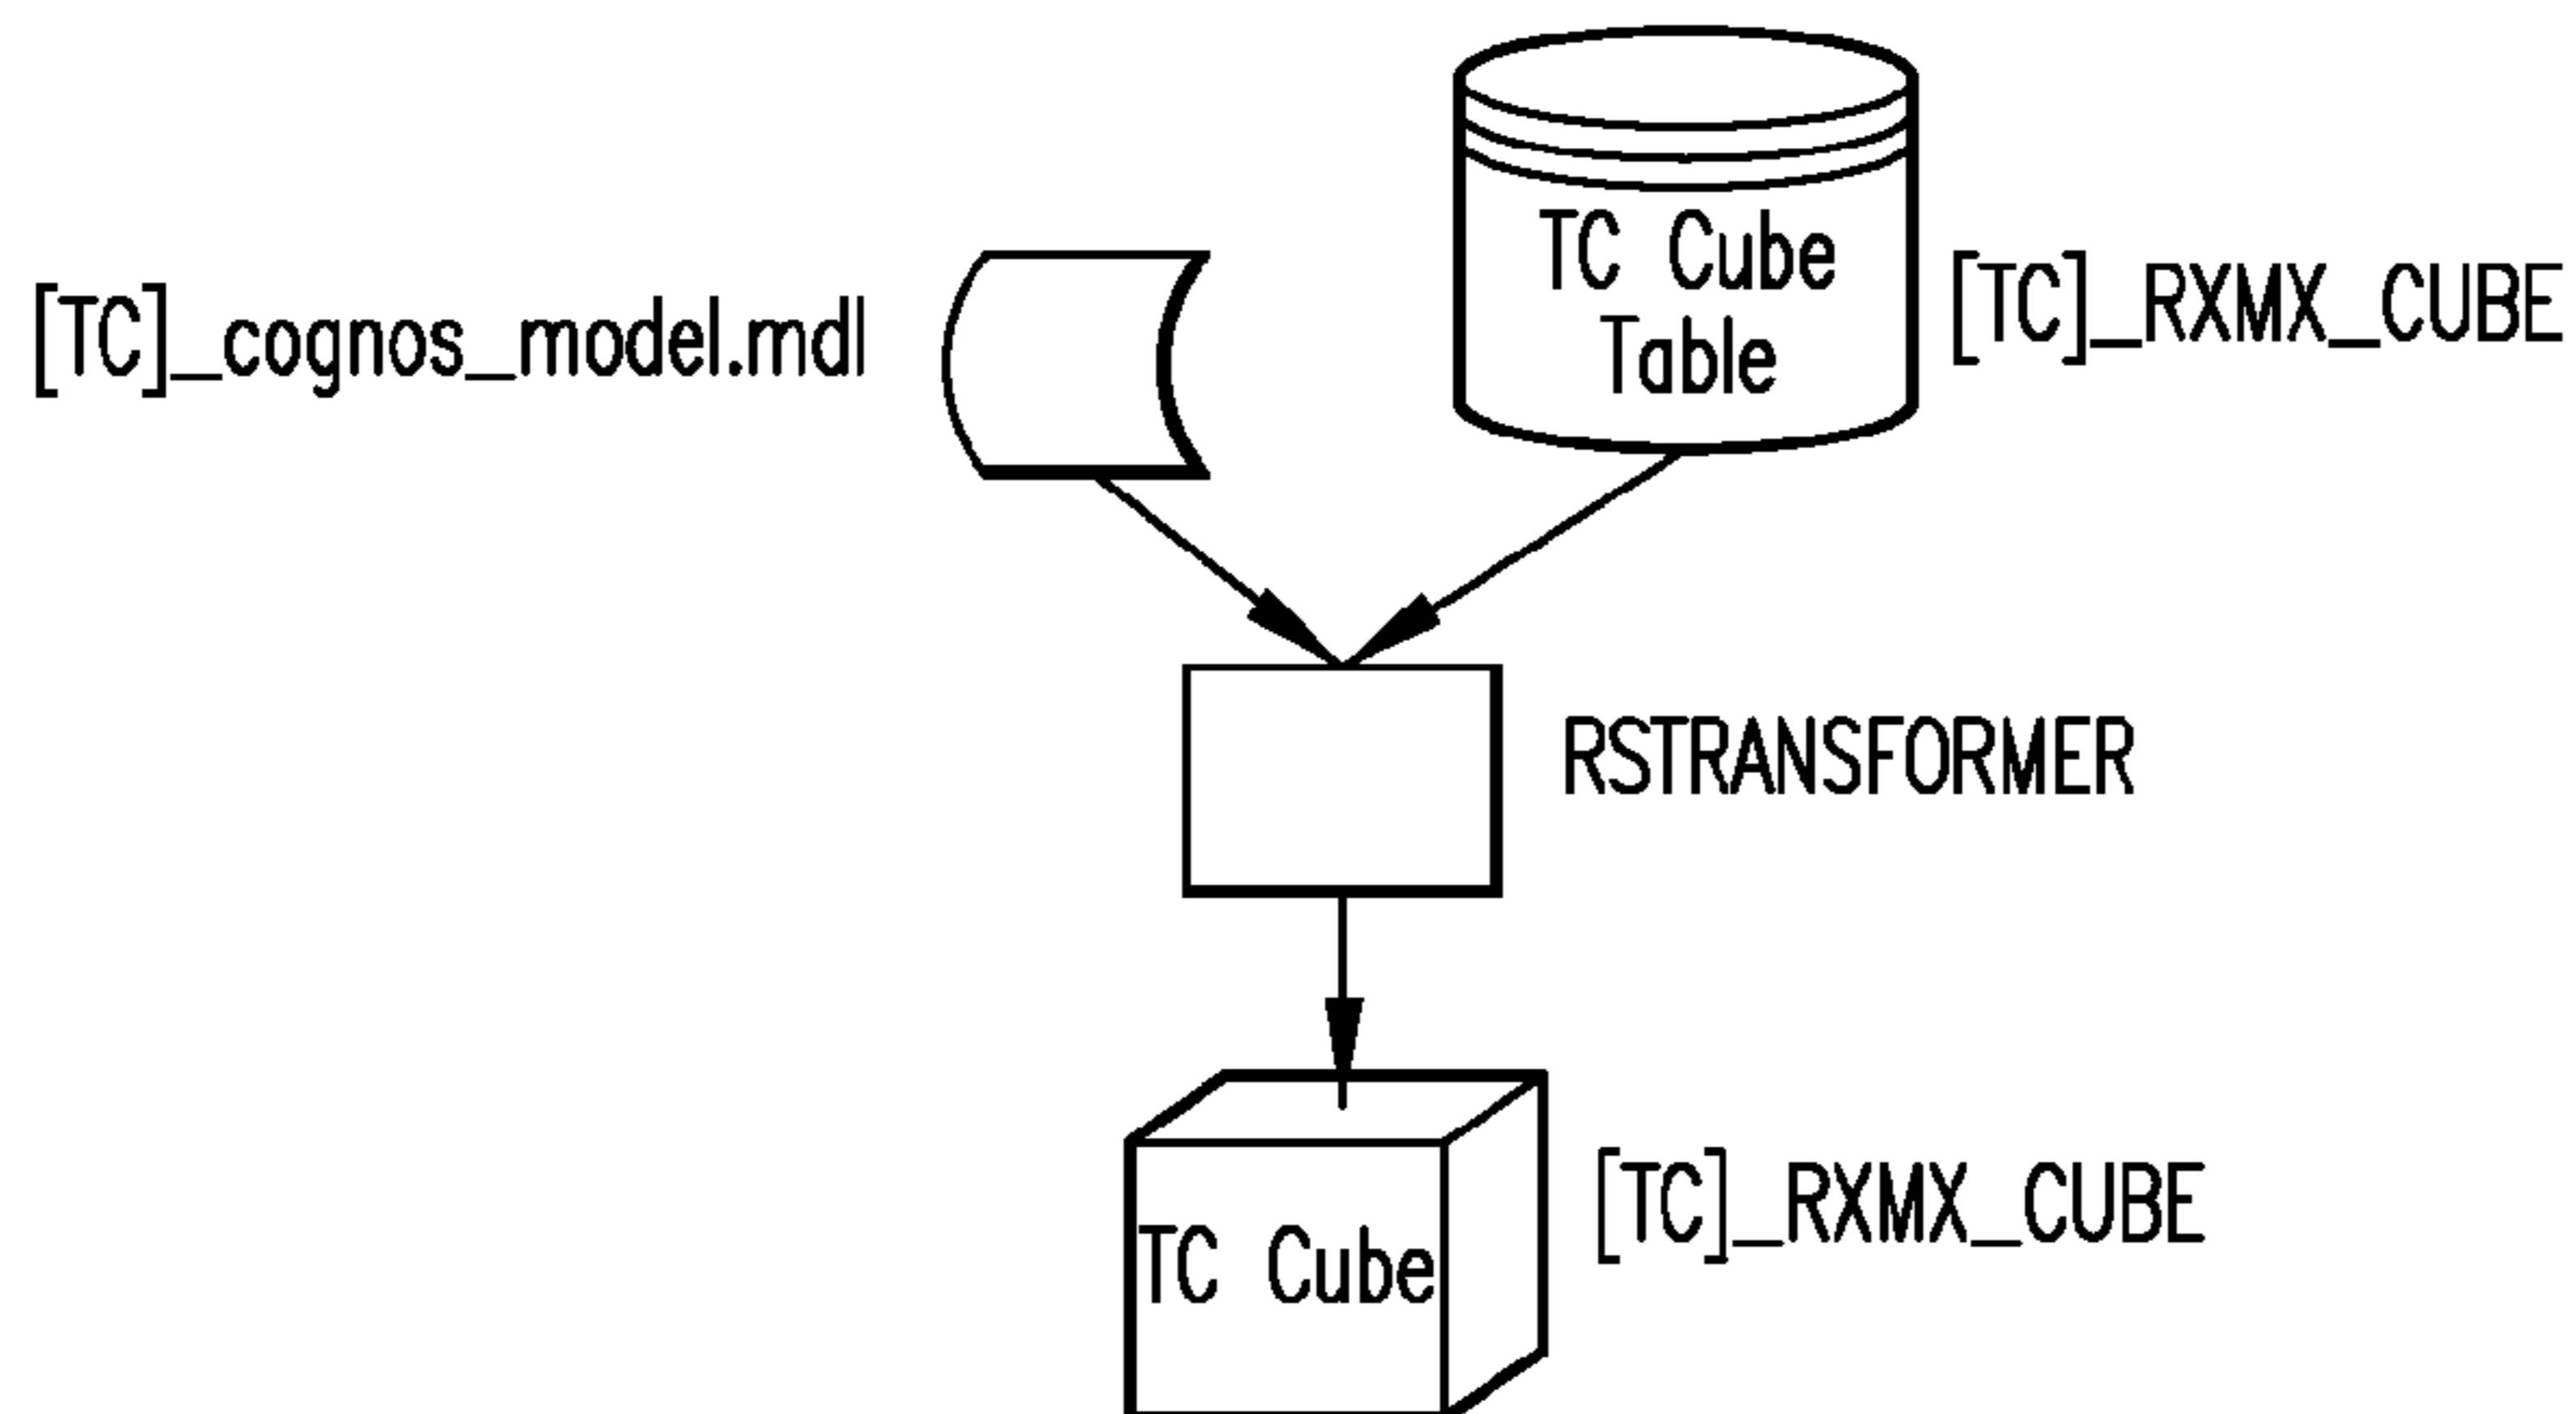 TC Cube
Table
[TC]_RXMX_CUBE
[TC]_cognos_model.mdl
RSTRANSFORMER
[TC]_RXMX_CUBE
TC Cube